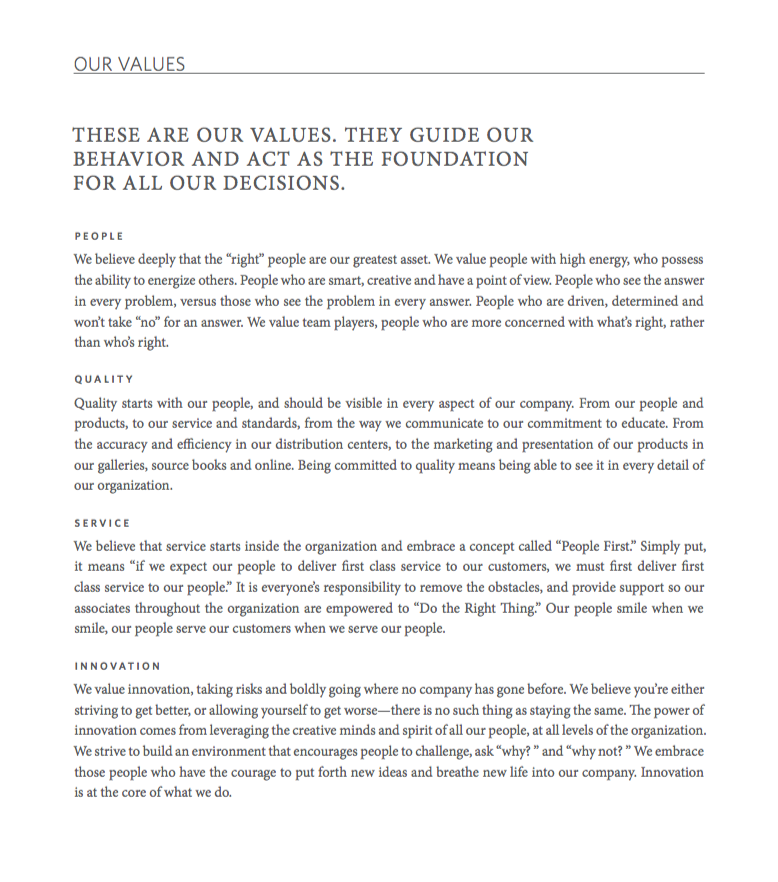 OUR VALUES
THESE ARE OUR VALUES. THEY GUIDE OUR
BEHAVIOR AND ACT AS THE FOUNDATION
FOR ALL OUR DECISIONS.
PEOPLE
We believe deeply that the “right” people are our greatest asset. We value people with high energy, who possess
the ability to energize others. People who are smart, creative and have a point of view. People who see the answer
in every problem, versus those who see the problem in every answer. People who are driven, determined and
won’t take “no” for an answer. We value team players, people who are more concerned with what’s right, rather
than who’s right.
QUALITY
Quality starts with our people, and should be visible in every aspect of our company. From our people and
products, to our service and standards, from the way we communicate to our commitment to educate. From
the accuracy and efficiency in our distribution centers, to the marketing and presentation of our products in
our galleries, source books and online. Being committed to quality means being able to see it in every detail of
our organization.
SERVICE
We believe that service starts inside the organization and embrace a concept called “People First.” Simply put,
it means “if we expect our people to deliver first class service to our customers, we must first deliver first
class service to our people.” It is everyone’s responsibility to remove the obstacles, and provide support so our
associates throughout the organization are empowered to “Do the Right Thing.” Our people smile when we
smile, our people serve our customers when we serve our people.
INNOVATION
We value innovation, taking risks and boldly going where no company has gone before. We believe you’re either
striving to get better, or allowing yourself to get worse—there is no such thing as staying the same. The power of
innovation comes from leveraging the creative minds and spirit of all our people, at all levels of the organization.
We strive to build an environment that encourages people to challenge, ask “why? ” and “why not? ” We embrace
those people who have the courage to put forth new ideas and breathe new life into our company. Innovation
is at the core of what we do.